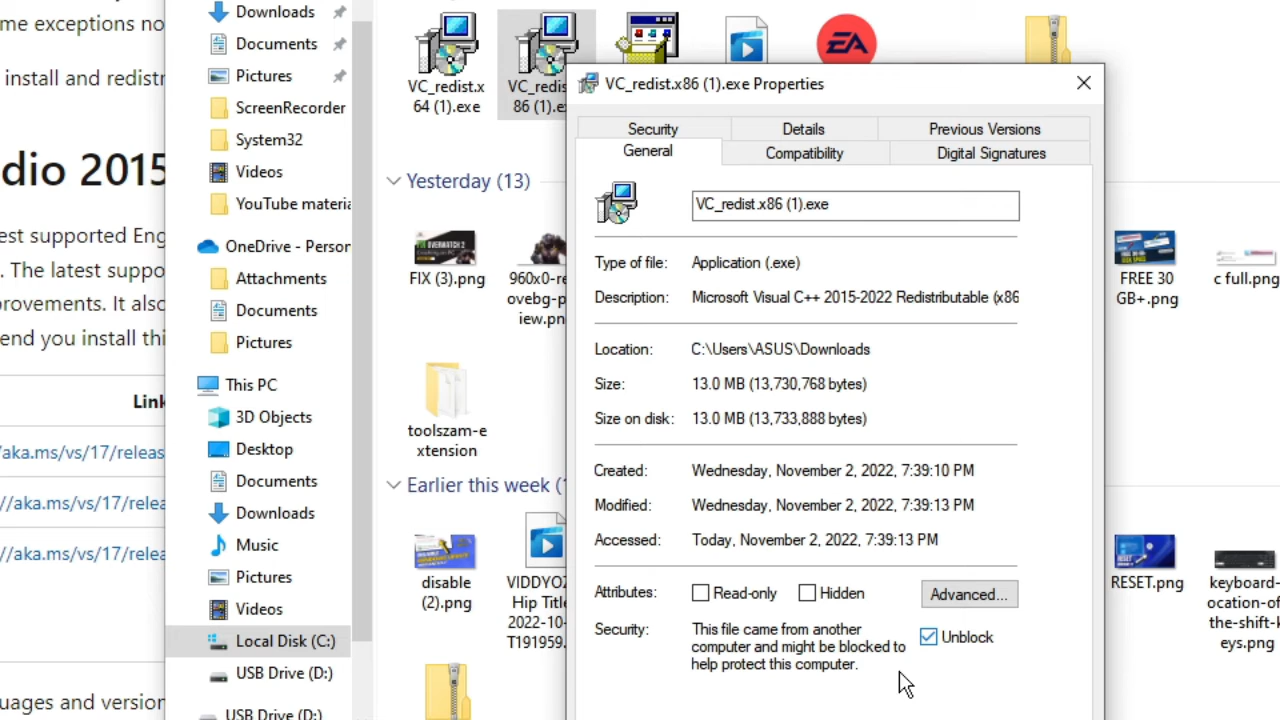 me exceptions no
install and redistr
dio 2015
est supported Eng
. The latest suppo
provements. It also
end you install thi
Link
/aka.ms/vs/17/releas
//aka.ms/vs/17/relea
//aka.ms/vs/17/relea
uages and version
Downloads
Documents
Pictures
ScreenRecorder
System32
Videos
YouTube materia
OneDrive - Person
Attachments
Documents
Pictures
This PC
3D Objects
Desktop
Documents
Downloads
Music
Pictures
Videos
Local Disk (C:)
USB Drive (D:)
USB Drive (D:)
VC_redist.x
64 (1).exe
VC_redis
86 (1).e
EA
Yesterday (13)
FIX (3).png
960x0-re
ovebg-p
iew.pn
FREE 30
GB+.png
c full.png
toolszam-e
xtension
Earlier this week (1
disable
(2).png
VIDDYOZ
Hip Title
2022-10-
T191959.
RESET.png
keyboard-
ocation-of
the-shift-k
eys.png
VC_redist.x86 (1).exe Properties
Security
Details
Previous Versions
General
Compatibility
Digital Signatures
VC_redist.x86 (1).exe
Type of file: Application (.exe)
Description: Microsoft Visual C++ 2015-2022 Redistributable (x86
Location: C:\Users\ASUS\Downloads
Size: 13.0 MB (13,730,768 bytes)
Size on disk: 13.0 MB (13,733,888 bytes)
Created: Wednesday, November 2, 2022, 7:39:10 PM
Modified: Wednesday, November 2, 2022, 7:39:13 PM
Accessed: Today, November 2, 2022, 7:39:13 PM
Attributes: Read-only Hidden Advanced...
Security: This file came from another
computer and might be blocked to
help protect this computer.
Unblock